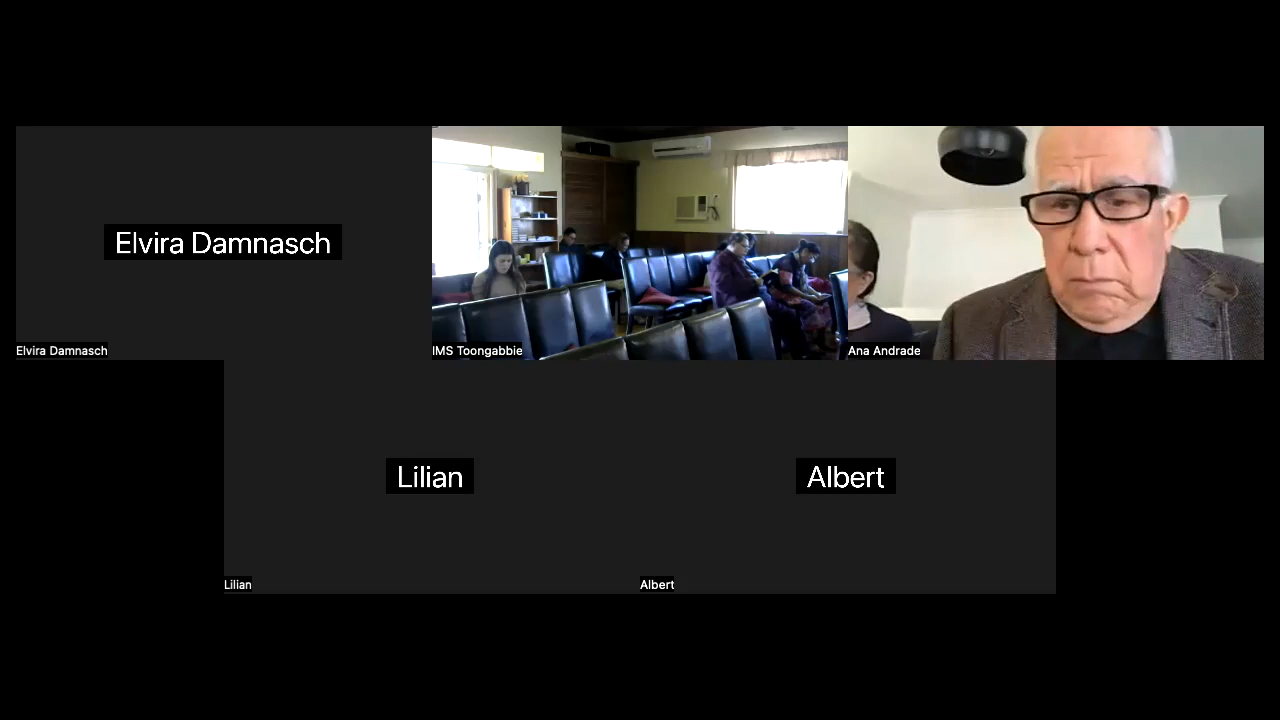 Elvira Damnasch
Elvira Damnasch
IMS Toongabbie
Ana Andrade
Lilian
Albert
Lilian
Albert